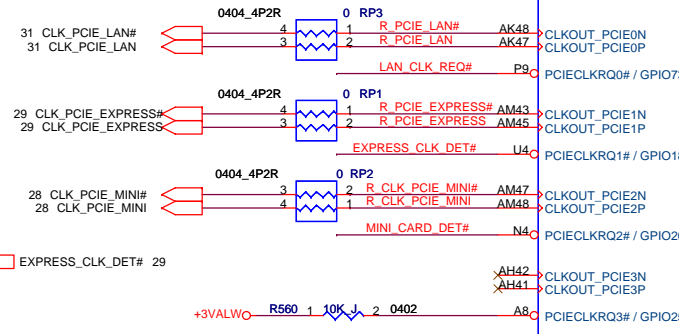 0404_4P2R 0 RP3
31 CLK_PCIE_LAN# 4 1 R_PCIE_LAN# AK48 CLKOUT_PCIE0N
31 CLK_PCIE_LAN 3 2 R_PCIE_LAN AK47 CLKOUT_PCIE0P
LAN_CLK_REQ# P9 PCIECLKRQ0# / GPIO73
0404_4P2R 0 RP1
29 CLK_PCIE_EXPRESS# 4 1 R_PCIE_EXPRESS# AM43 CLKOUT_PCIE1N
29 CLK_PCIE_EXPRESS 3 2 R_PCIE_EXPRESS AM45 CLKOUT_PCIE1P
EXPRESS_CLK_DET# U4 PCIECLKRQ1# / GPIO18
0404_4P2R 0 RP2
28 CLK_PCIE_MINI# 3 2 R_CLK_PCIE_MINI# AM47 CLKOUT_PCIE2N
28 CLK_PCIE_MINI 4 1 R_CLK_PCIE_MINI AM48 CLKOUT_PCIE2P
MINI_CARD_DET# N4 PCIECLKRQ2# / GPIO20
EXPRESS_CLK_DET# 29
AH42 CLKOUT_PCIE3N
AH41 CLKOUT_PCIE3P
+3VALW R560 1 10K_J 2 0402 A8 PCIECLKRQ3# / GPIO25